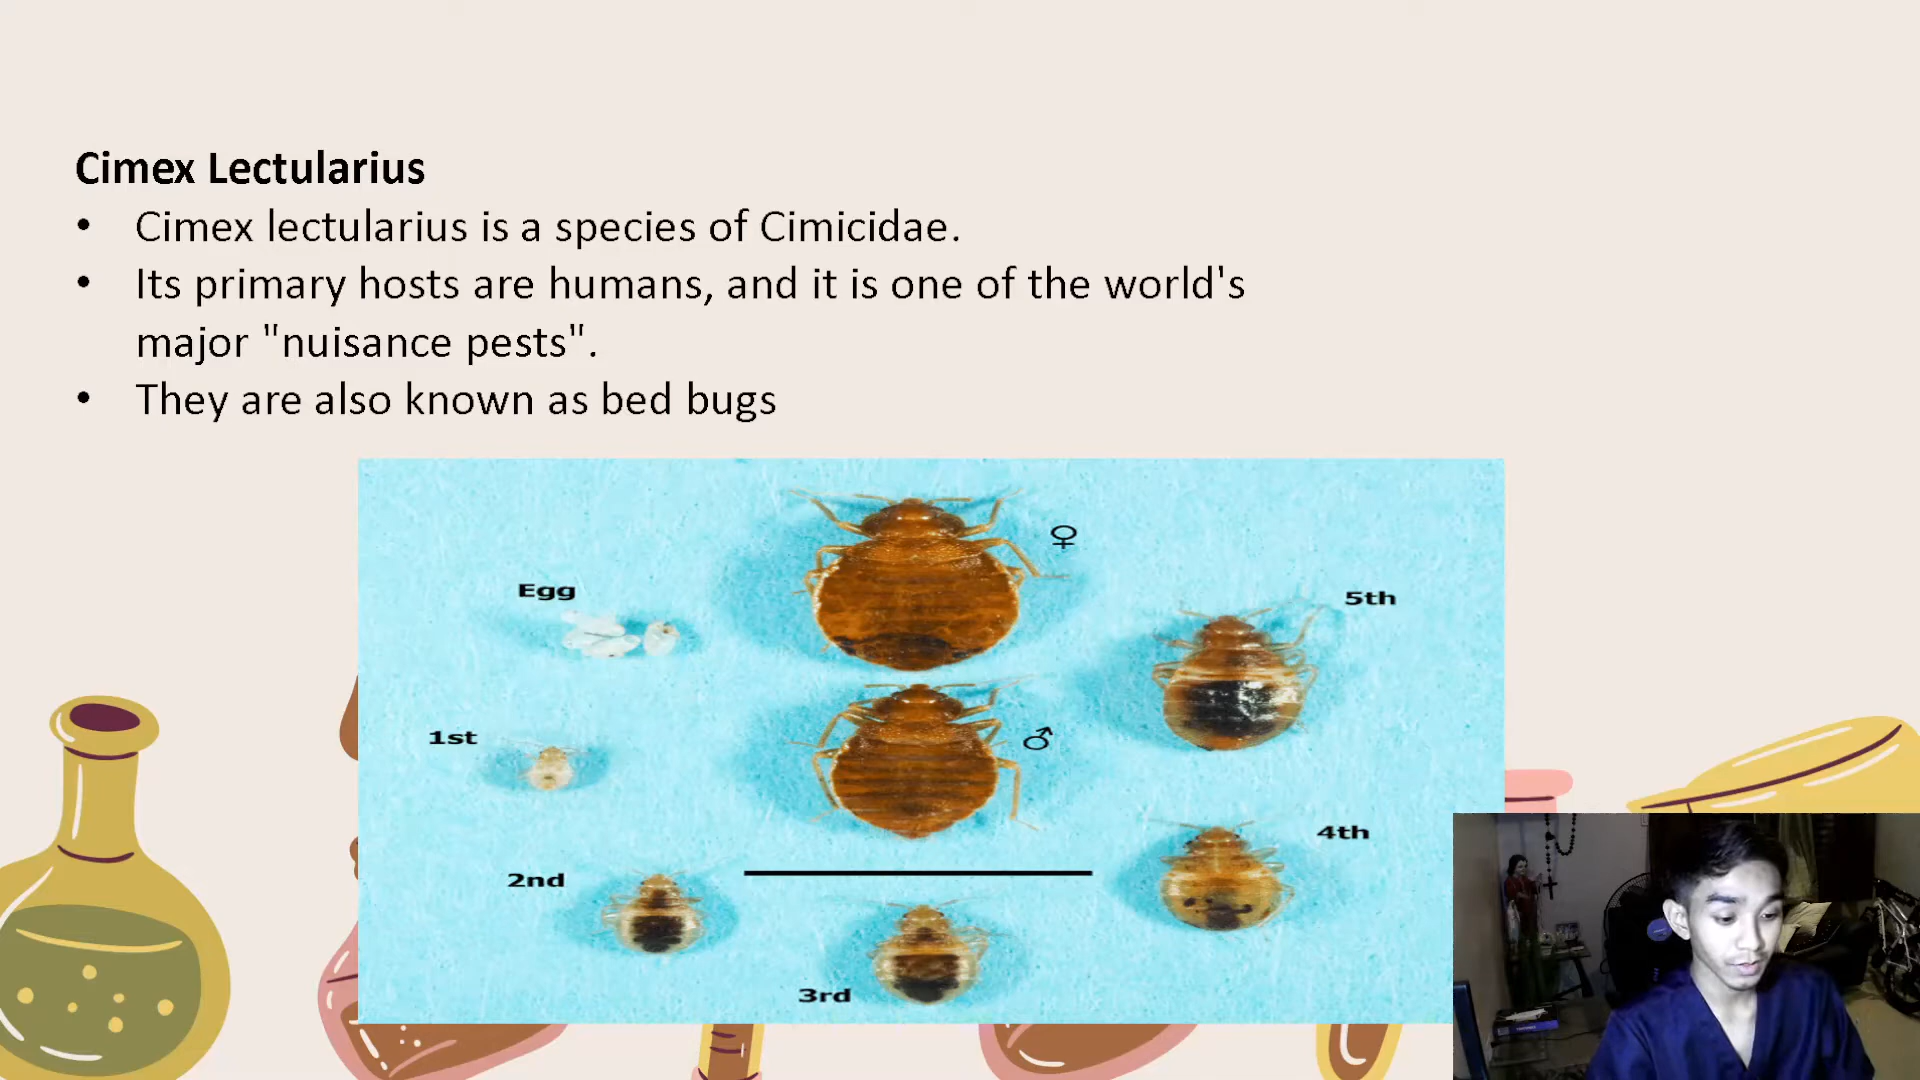 Cimex Lectularius
• Cimex lectularius is a species of Cimicidae.
• Its primary hosts are humans, and it is one of the world's
major "nuisance pests".
• They are also known as bed bugs
♀
Egg
5th
1st
♂
4th
2nd
3rd